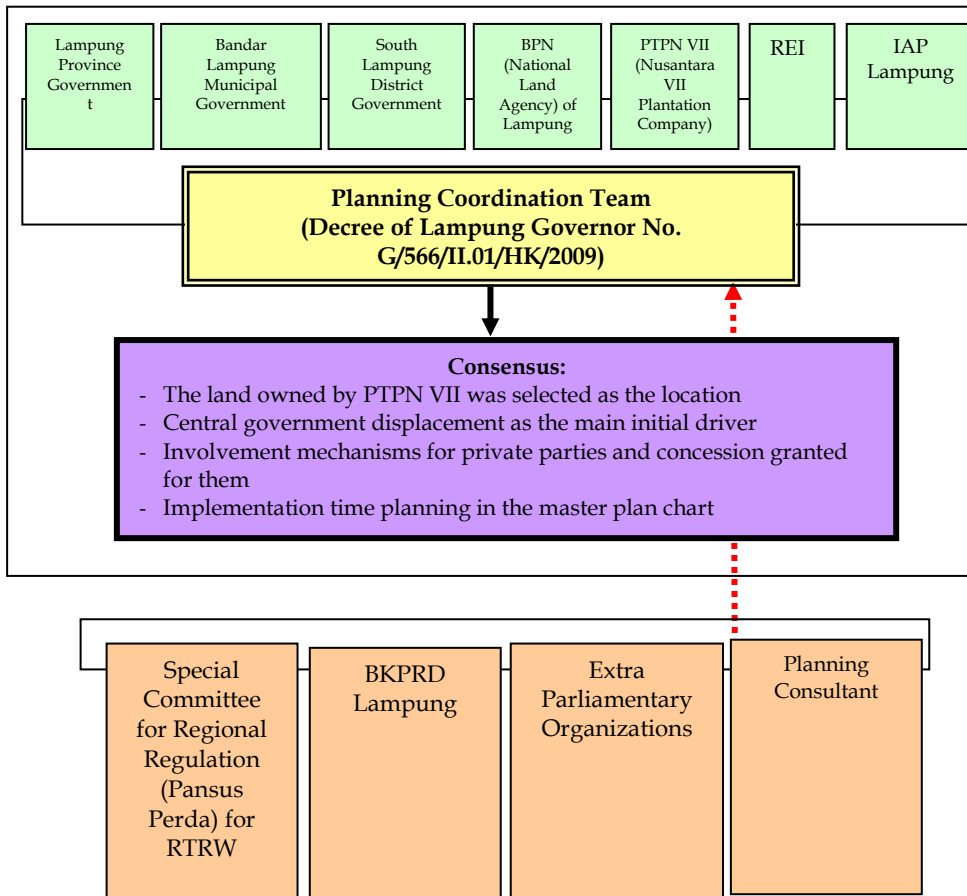 Lampung
Province
Governmen
t
Bandar
Lampung
Municipal
Government
South
Lampung
District
Government
BPN
(National
Land
Agency) of
Lampung
PTPN VII
(Nusantara
VII
Plantation
Company)
REI
IAP
Lampung
Planning Coordination Team
(Decree of Lampung Governor No.
G/566/II.01/HK/2009)
Consensus:
- The land owned by PTPN VII was selected as the location
- Central government displacement as the main initial driver
- Involvement mechanisms for private parties and concession granted
for them
- Implementation time planning in the master plan chart
Special
Committee
for Regional
Regulation
(Pansus
Perda) for
RTRW
BKPRD
Lampung
Extra
Parliamentary
Organizations
Planning
Consultant